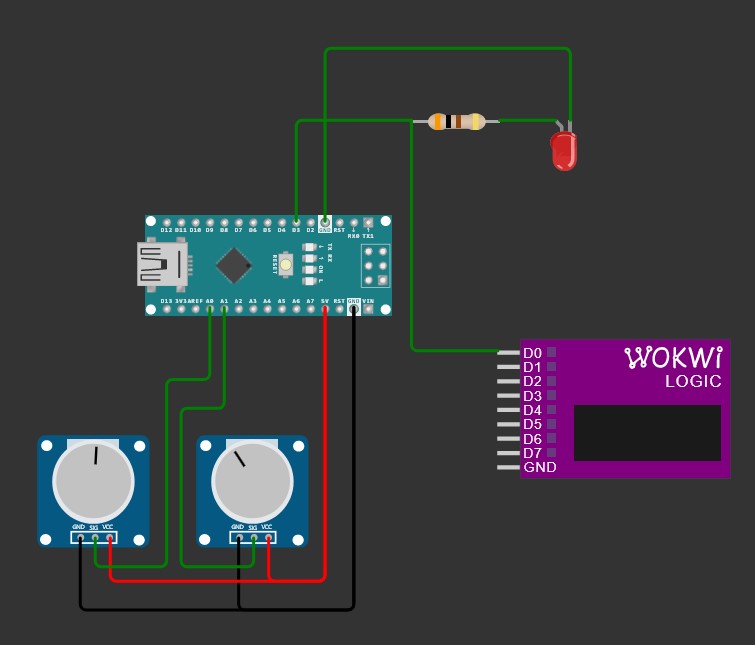 D12 D11 D10 D9 D8 D7 D6 D5 D4 D3 D2 GND RST
RX0 TX1
RESET
TX
RX
ON
L
D13 3V3 AREF A0 A1 A2 A3 A4 A5 A6 A7 5V RST GND VIN
D0
D1
D2
D3
D4
D5
D6
D7
GND
WOKWi
LOGIC
GND SIG VCC
GND SIG VCC